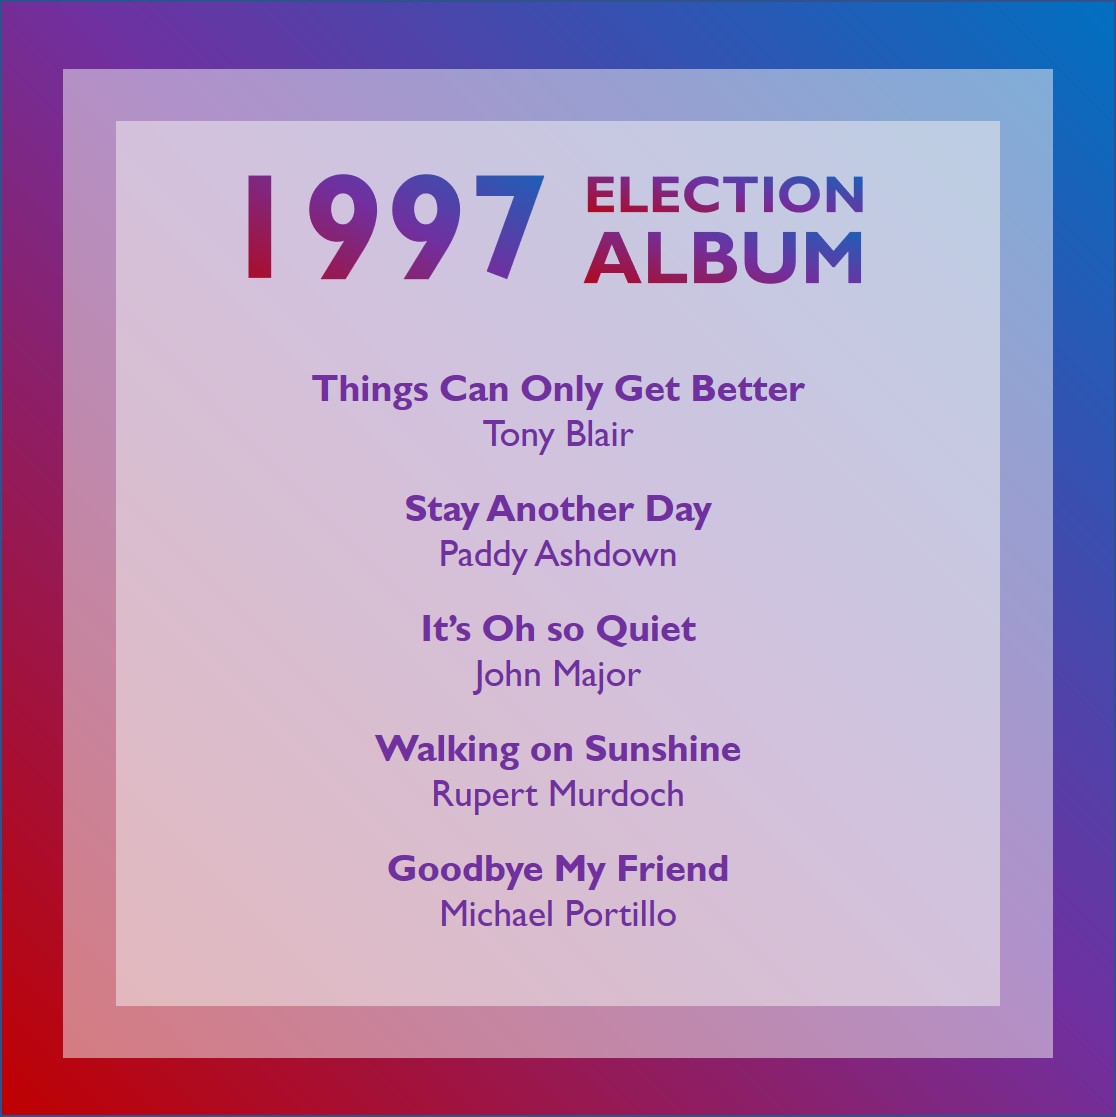 1997 ELECTION
ALBUM
Things Can Only Get Better
Tony Blair
Stay Another Day
Paddy Ashdown
It’s Oh so Quiet
John Major
Walking on Sunshine
Rupert Murdoch
Goodbye My Friend
Michael Portillo